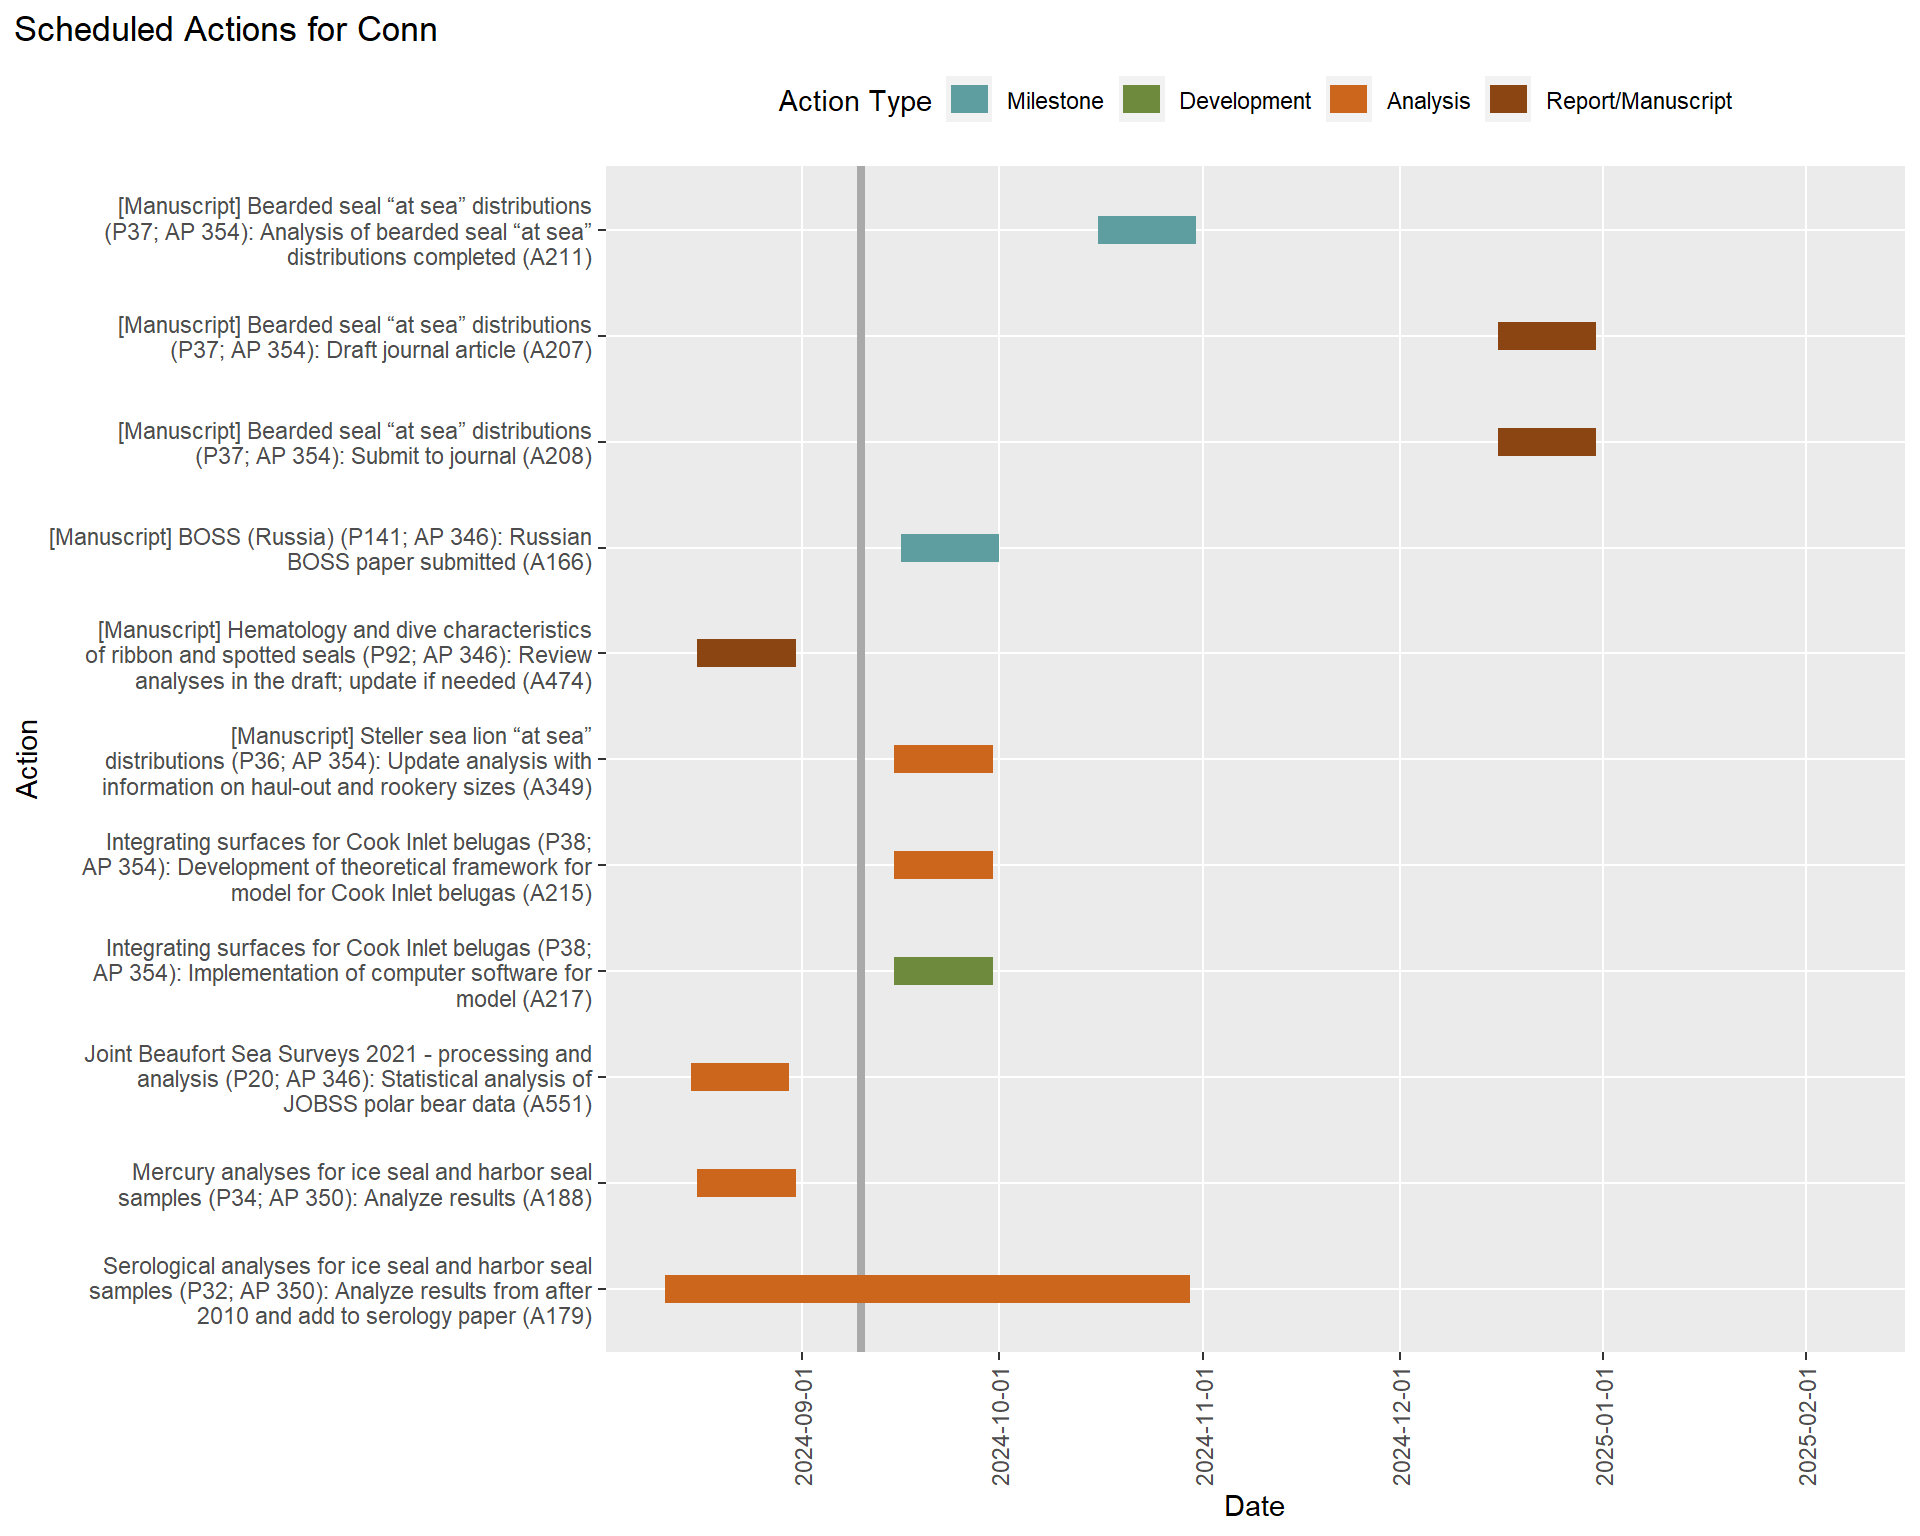 Scheduled Actions for Conn
Action Type
Milestone
Development
Analysis
Report/Manuscript
[Manuscript] Bearded seal “at sea” distributions
(P37; AP 354): Analysis of bearded seal “at sea”
distributions completed (A211)
[Manuscript] Bearded seal “at sea” distributions
(P37; AP 354): Draft journal article (A207)
[Manuscript] Bearded seal “at sea” distributions
(P37; AP 354): Submit to journal (A208)
[Manuscript] BOSS (Russia) (P141; AP 346): Russian
BOSS paper submitted (A166)
[Manuscript] Hematology and dive characteristics
of ribbon and spotted seals (P92; AP 346): Review
analyses in the draft; update if needed (A474)
[Manuscript] Steller sea lion “at sea”
distributions (P36; AP 354): Update analysis with
information on haul-out and rookery sizes (A349)
Integrating surfaces for Cook Inlet belugas (P38;
AP 354): Development of theoretical framework for
model for Cook Inlet belugas (A215)
Integrating surfaces for Cook Inlet belugas (P38;
AP 354): Implementation of computer software for
model (A217)
Joint Beaufort Sea Surveys 2021 - processing and
analysis (P20; AP 346): Statistical analysis of
JOBSS polar bear data (A551)
Mercury analyses for ice seal and harbor seal
samples (P34; AP 350): Analyze results (A188)
Serological analyses for ice seal and harbor seal
samples (P32; AP 350): Analyze results from after
2010 and add to serology paper (A179)
Action
2024-09-01
2024-10-01
2024-11-01
2024-12-01
2025-01-01
2025-02-01
Date